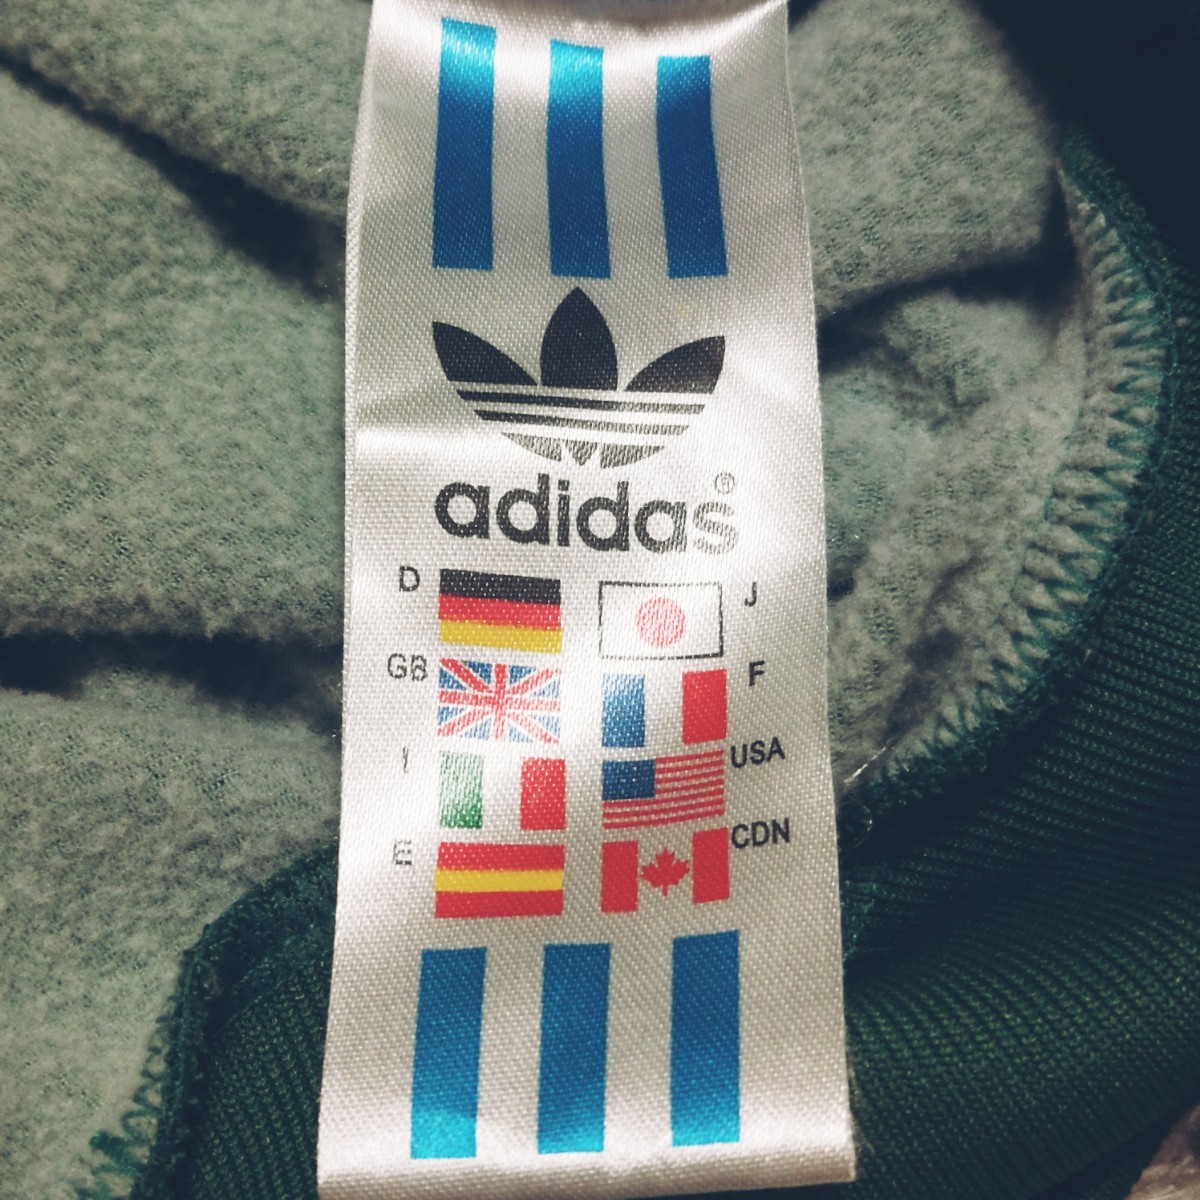 adidas®
D J
GB F
I USA
E CDN